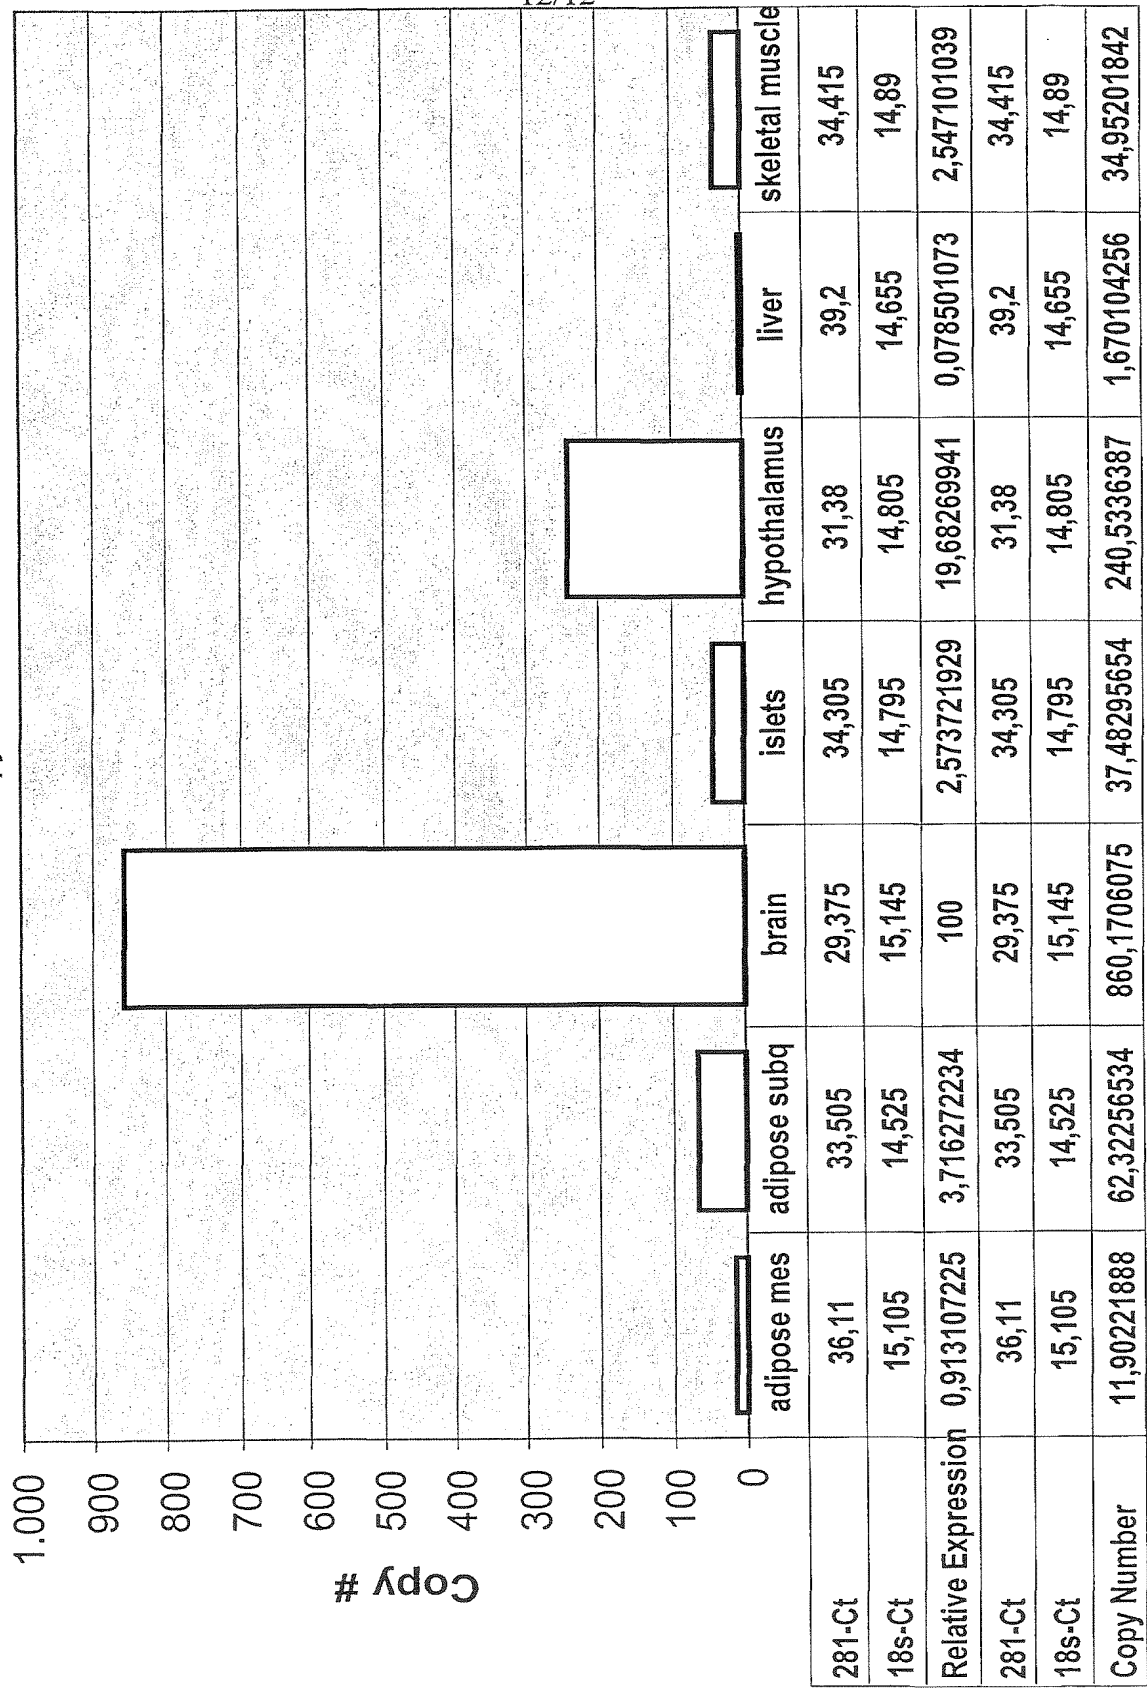 12/12
1.000
900
800
700
600
500
400
300
200
100
0
Copy #
adipose mes adipose subq brain islets hypothalamus liver skeletal muscle
281-Ct 36,11 33,505 29,375 34,305 31,38 39,2 34,415
18s-Ct 15,105 14,525 15,145 14,795 14,805 14,655 14,89
Relative Expression 0,913107225 3,716272234 100 2,573721929 19,68269941 0,078501073 2,547101039
281-Ct 36,11 33,505 29,375 34,305 31,38 39,2 34,415
18s-Ct 15,105 14,525 15,145 14,795 14,805 14,655 14,89
Copy Number 11,90221888 62,32256534 860,1706075 37,48295654 240,5336387 1,670104256 34,95201842